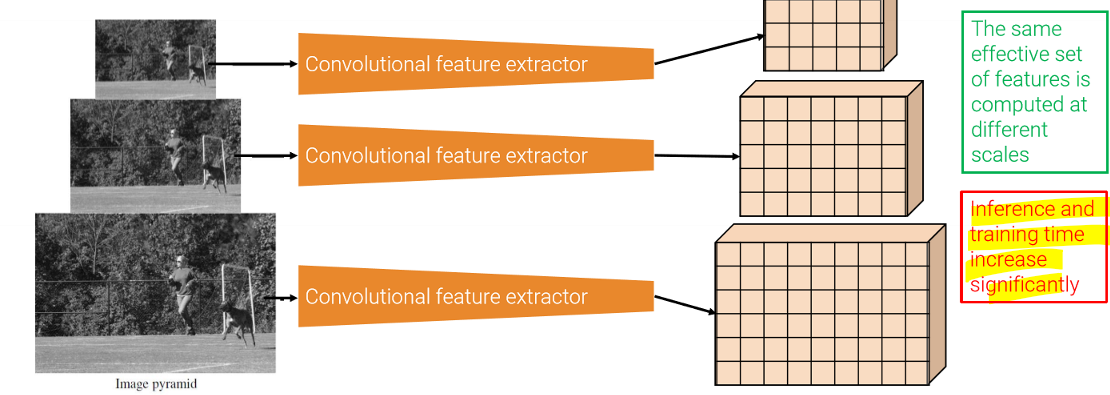 Convolutional feature extractor
Convolutional feature extractor
Convolutional feature extractor
Image pyramid
The same
effective set
of features is
computed at
different
scales
Inference and
training time
increase
significantly